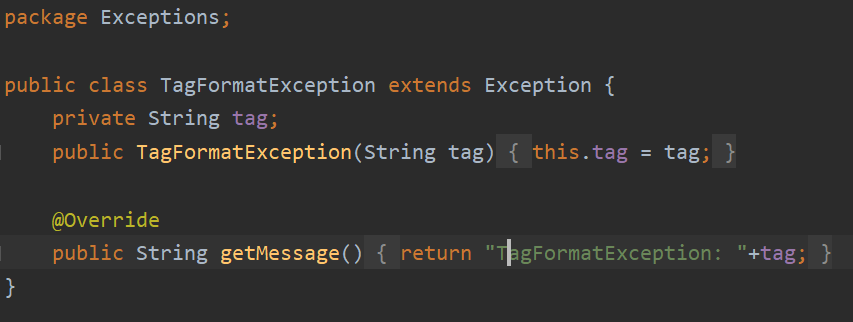 package Exceptions;
public class TagFormatException extends Exception {
private String tag;
public TagFormatException(String tag) { this.tag = tag; }
@Override
public String getMessage() { return "TagFormatException: "+tag; }
}